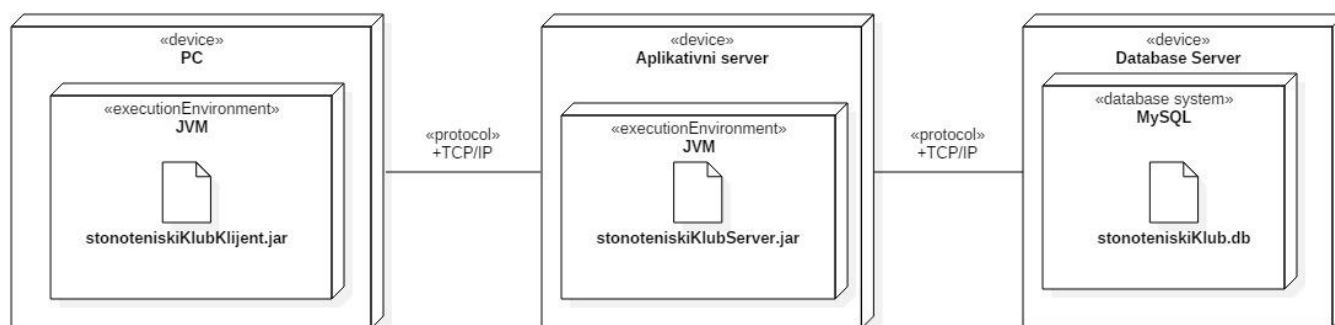 «device»
PC
«executionEnvironment»
JVM
stonoteniskiKlubKlijent.jar
«protocol»
+TCP/IP
«device»
Aplikativni server
«executionEnvironment»
JVM
stonoteniskiKlubServer.jar
«protocol»
+TCP/IP
«device»
Database Server
«database system»
MySQL
stonoteniskiKlub.db